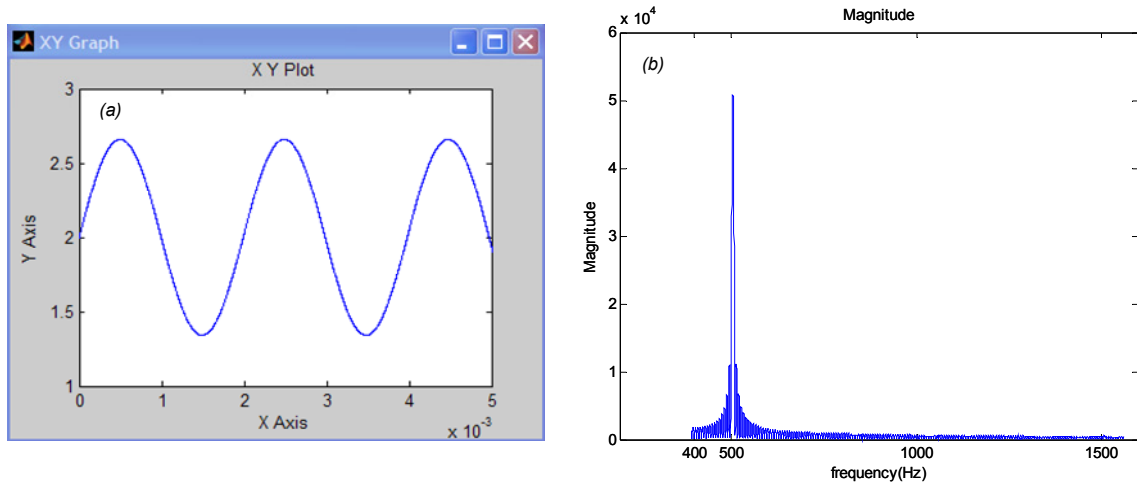 XY Graph
X Y Plot
(a)
3
2.5
2
1.5
1
Y Axis
0 1 2 3 4 5
X Axis
x 10⁻³
x 10⁴
Magnitude
(b)
6
5
4
3
2
1
0
Magnitude
400 500 1000 1500
frequency(Hz)